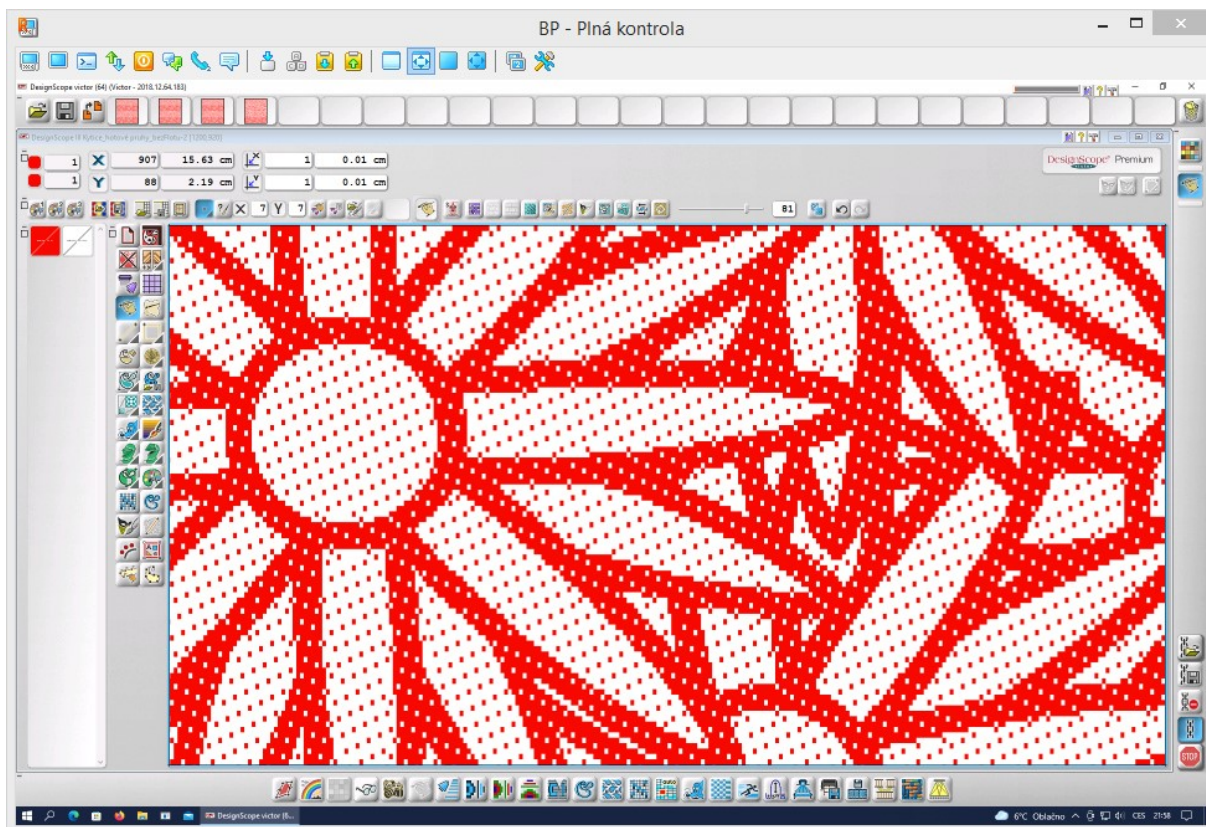 BP - Plná kontrola
DesignScope victor (64) (Victor - 2018.12.64.183)
1 X 907 15.63 cm X 1 0.01 cm
1 Y 88 2.19 cm Y 1 0.01 cm
DesignScope Premium
X 7 Y 7 81
auto
STOP
DesignScope victor (6...
6°C Oblačno CES 21:58